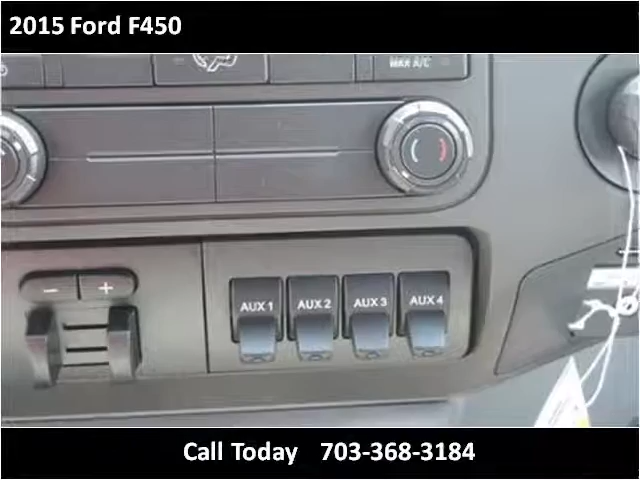 2015 Ford F450
MAX A/C
− +
AUX 1 AUX 2 AUX 3 AUX 4
Call Today 703-368-3184